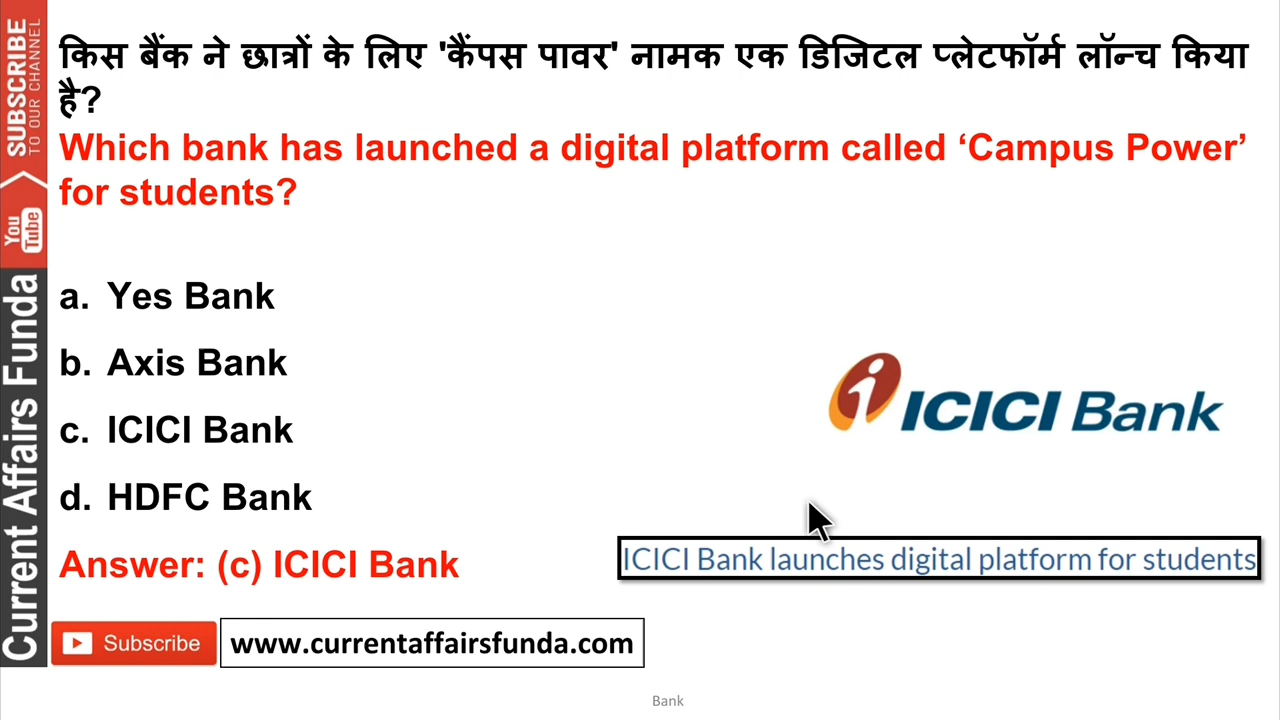 किस बैंक ने छात्रों के लिए 'कैंपस पावर' नामक एक डिजिटल प्लेटफॉर्म लॉन्च किया
है?
Which bank has launched a digital platform called ‘Campus Power’
for students?
a. Yes Bank
b. Axis Bank
c. ICICI Bank
d. HDFC Bank
Answer: (c) ICICI Bank
i ICICI Bank
ICICI Bank launches digital platform for students
Subscribe
www.currentaffairsfunda.com
Bank
SUBSCRIBE
TO OUR CHANNEL
You
Tube
Current Affairs Funda